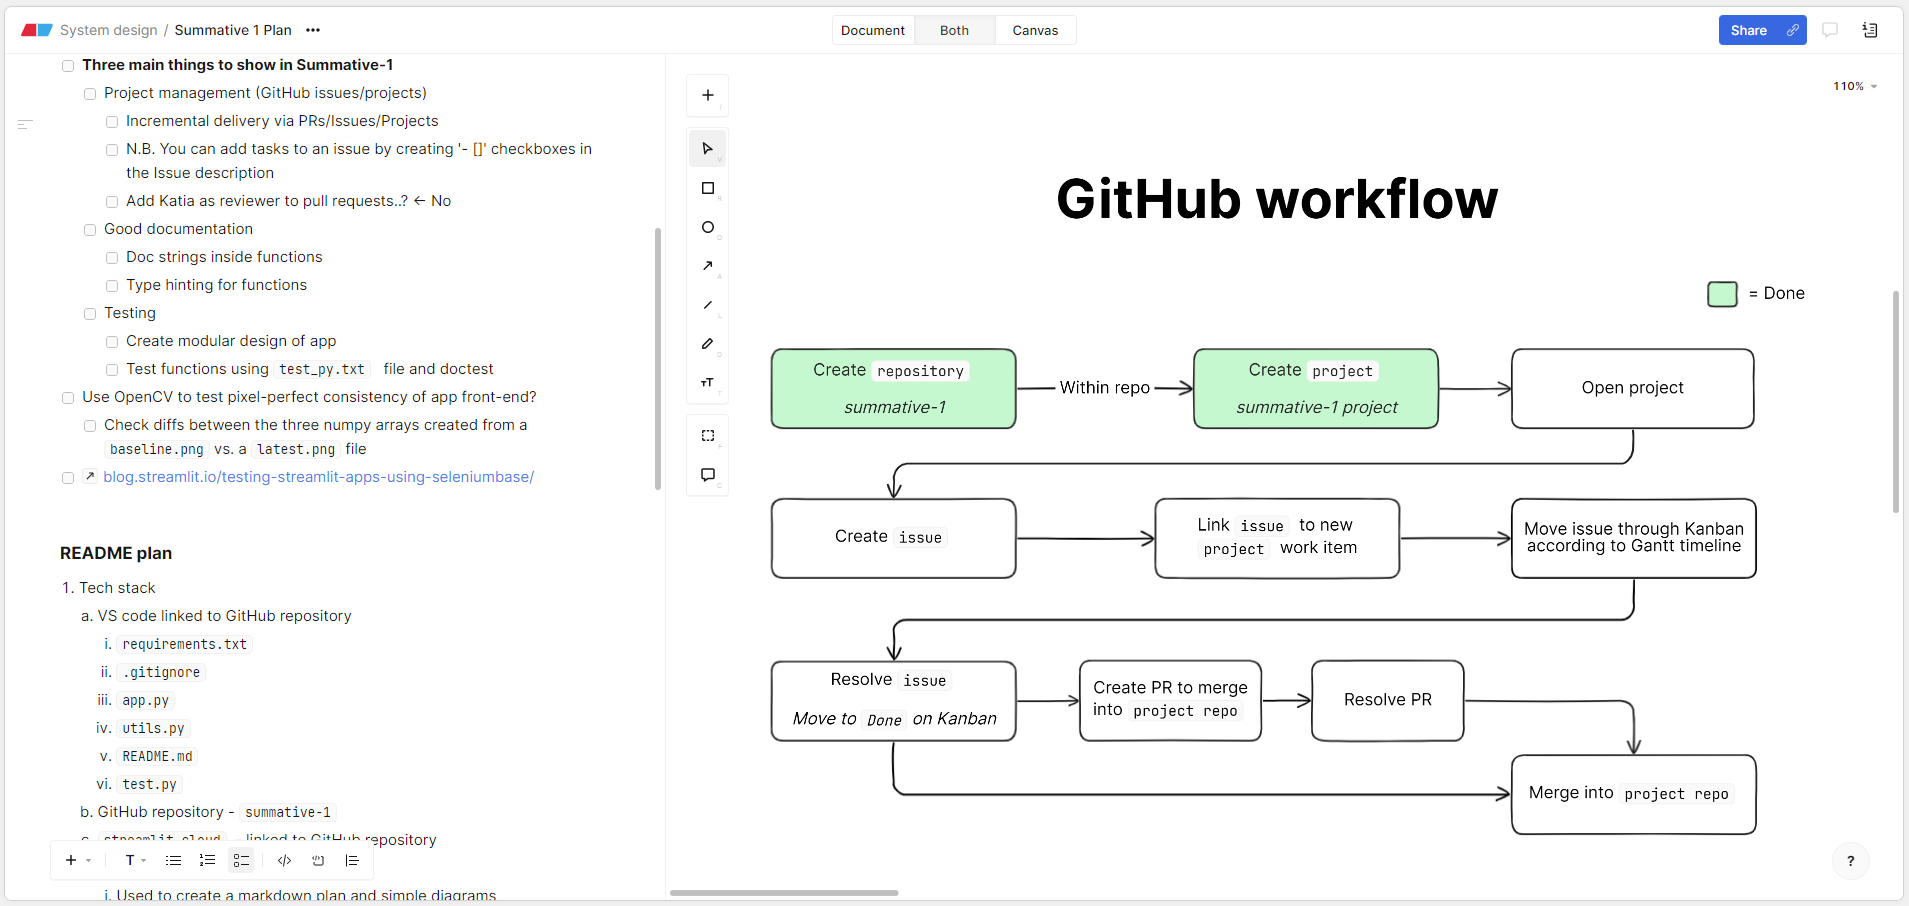 System design / Summative 1 Plan •••
Document
Both
Canvas
Share
Three main things to show in Summative-1
Project management (GitHub issues/projects)
Incremental delivery via PRs/Issues/Projects
N.B. You can add tasks to an issue by creating '- []' checkboxes in
the Issue description
Add Katia as reviewer to pull requests..? ← No
Good documentation
Doc strings inside functions
Type hinting for functions
Testing
Create modular design of app
Test functions using test_py.txt file and doctest
Use OpenCV to test pixel-perfect consistency of app front-end?
Check diffs between the three numpy arrays created from a
baseline.png vs. a latest.png file
blog.streamlit.io/testing-streamlit-apps-using-seleniumbase/
README plan
1. Tech stack
a. VS code linked to GitHub repository
i. requirements.txt
ii. .gitignore
iii. app.py
iv. utils.py
v. README.md
vi. test.py
b. GitHub repository - summative-1
c. streamlit cloud - linked to GitHub repository
i. Used to create a markdown plan and simple diagrams
T
V
R
O
A
L
D
T
F
C
110%
GitHub workflow
= Done
Create repository
summative-1
Within repo
Create project
summative-1 project
Open project
Create issue
Link issue to new
project work item
Move issue through Kanban
according to Gantt timeline
Resolve issue
Move to Done on Kanban
Create PR to merge
into project repo
Resolve PR
Merge into project repo
?